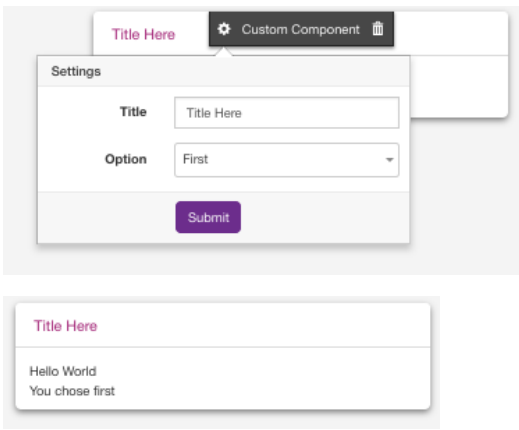 Title Here
Custom Component
Settings
Title
Title Here
Option
First
Submit
Title Here
Hello World
You chose first